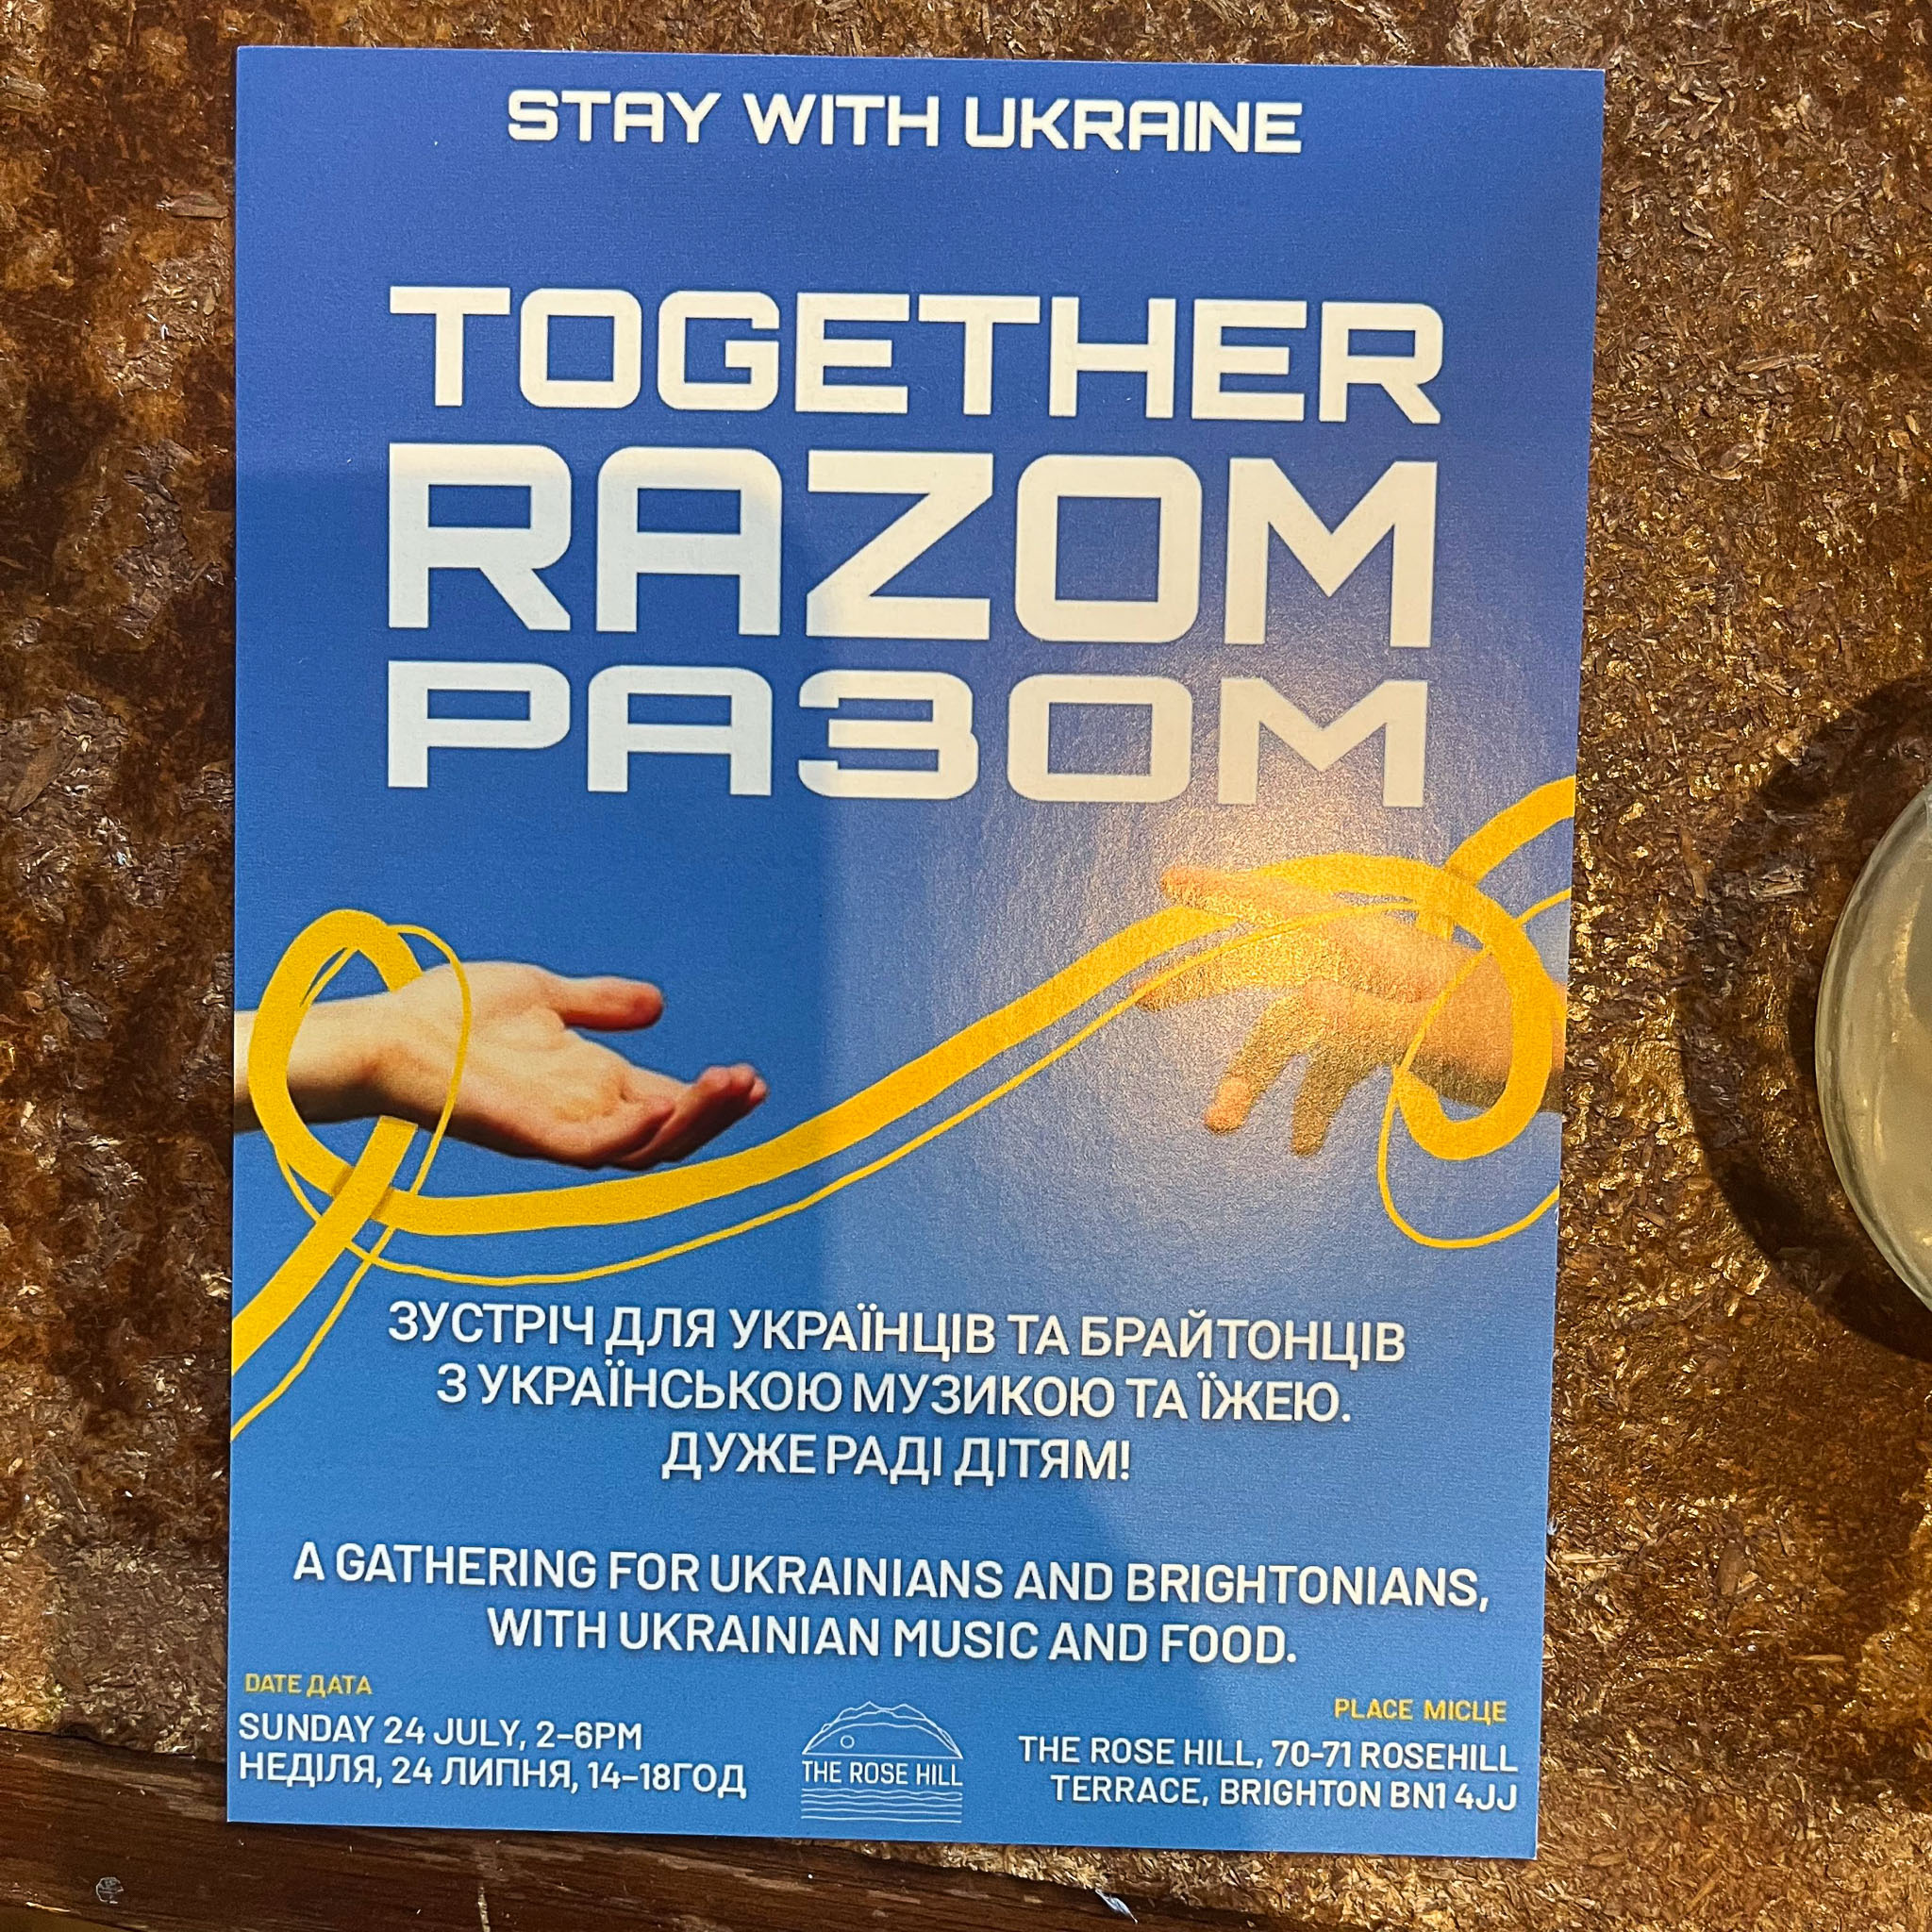 STAY WITH UKRAINE
TOGETHER
RAZOM
РАЗОМ
ЗУСТРІЧ ДЛЯ УКРАЇНЦІВ ТА БРАЙТОНЦІВ
З УКРАЇНСЬКОЮ МУЗИКОЮ ТА ЇЖЕЮ.
ДУЖЕ РАДІ ДІТЯМ!
A GATHERING FOR UKRAINIANS AND BRIGHTONIANS,
WITH UKRAINIAN MUSIC AND FOOD.
DATE ДАТА
SUNDAY 24 JULY, 2-6PM
НЕДІЛЯ, 24 ЛИПНЯ, 14-18ГОД
THE ROSE HILL
PLACE МІСЦЕ
THE ROSE HILL, 70-71 ROSEHILL
TERRACE, BRIGHTON BN1 4JJ